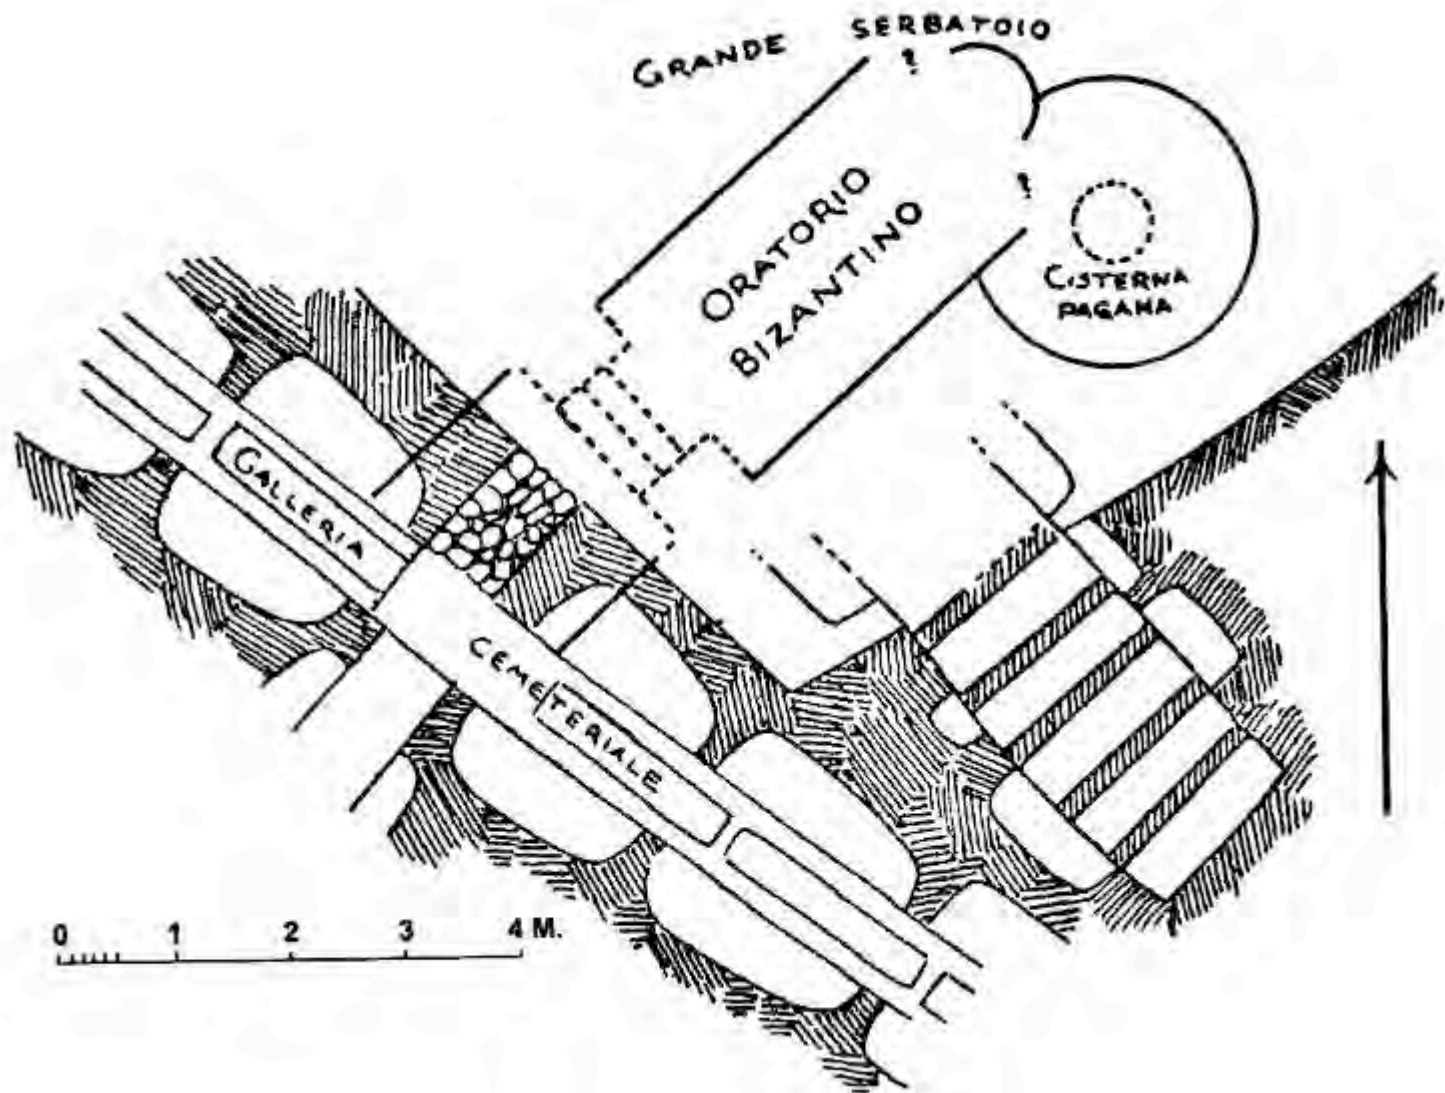 GRANDE SERBATOIO
?
?
ORATORIO
BIZANTINO
CISTERNA
PAGANA
GALLERIA
CEMETERIALE
0 1 2 3 4 M.